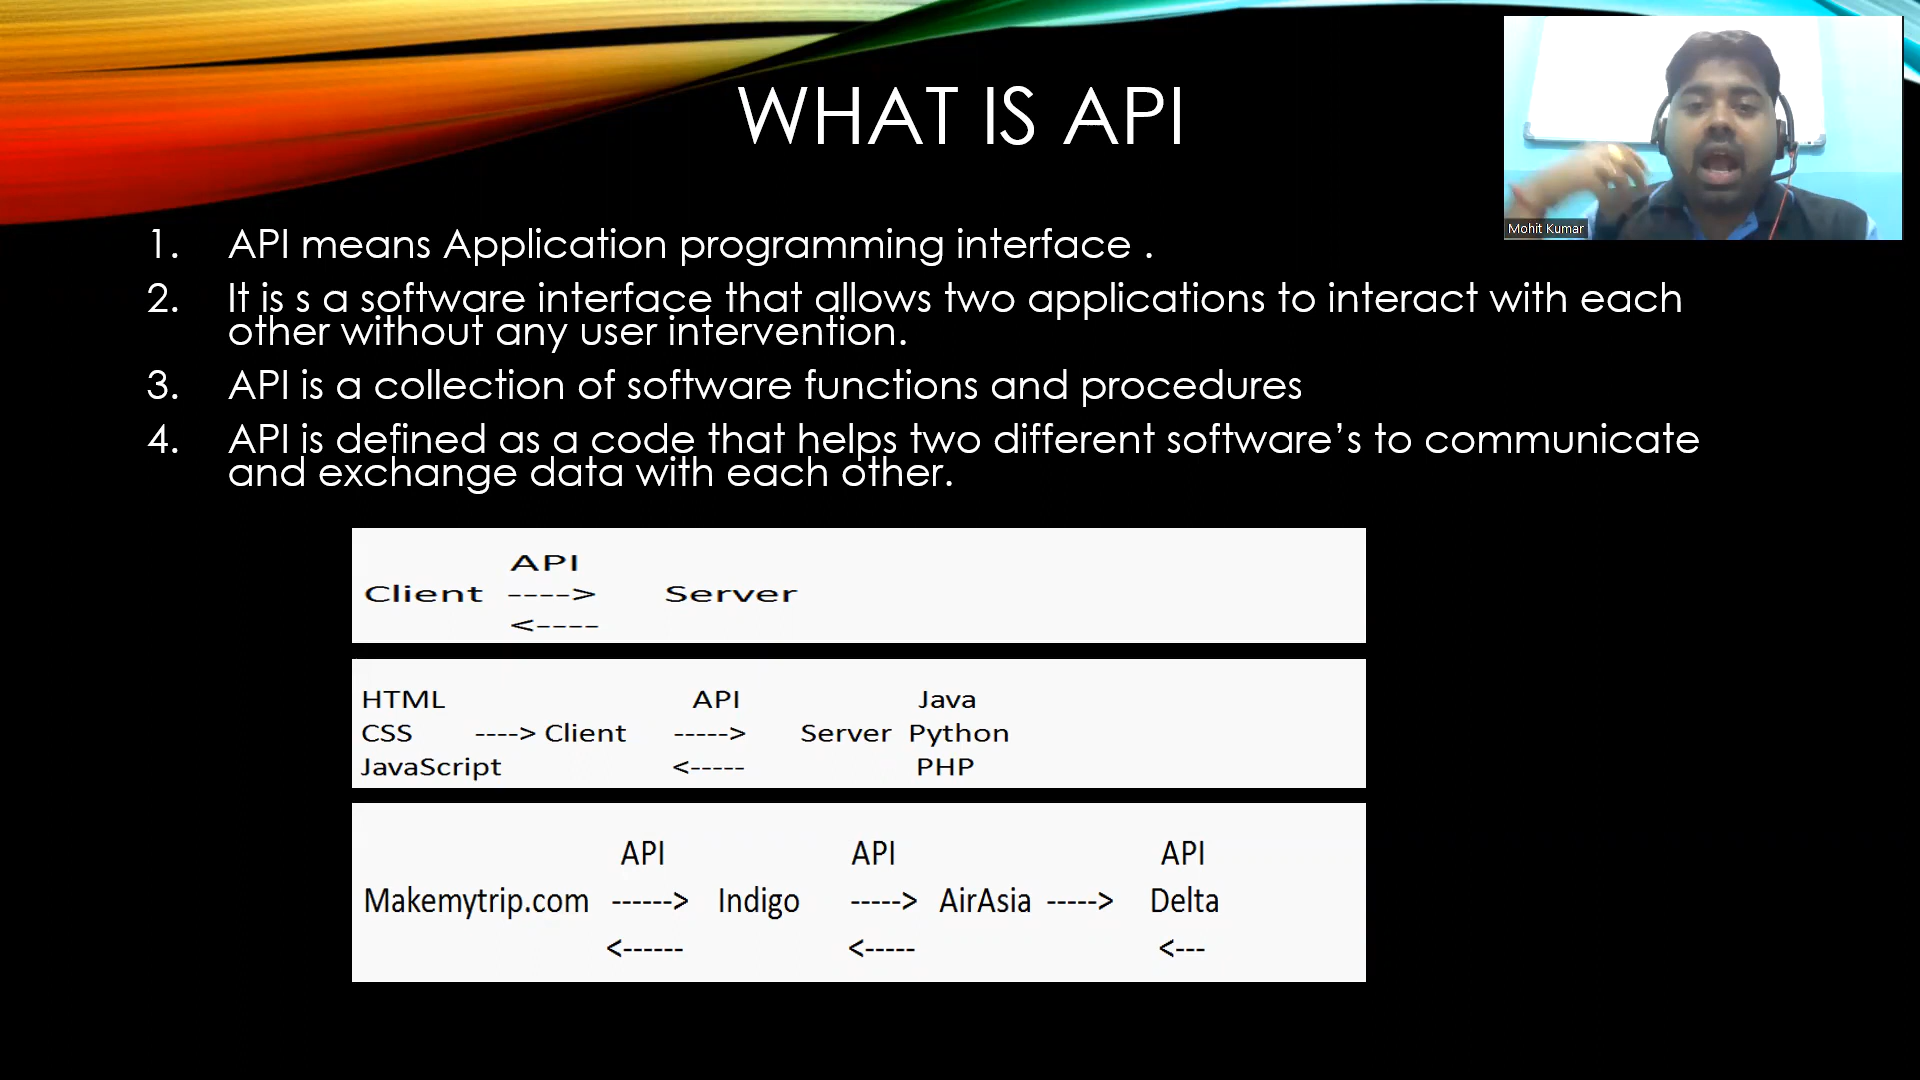 WHAT IS API
Mohit Kumar
1. API means Application programming interface .
2. It is s a software interface that allows two applications to interact with each
other without any user intervention.
3. API is a collection of software functions and procedures
4. API is defined as a code that helps two different software’s to communicate
and exchange data with each other.
API
Client ----> Server
<----
HTML API Java
CSS ----> Client -----> Server Python
JavaScript <----- PHP
API API API
Makemytrip.com ------> Indigo -----> AirAsia -----> Delta
<------ <----- <---